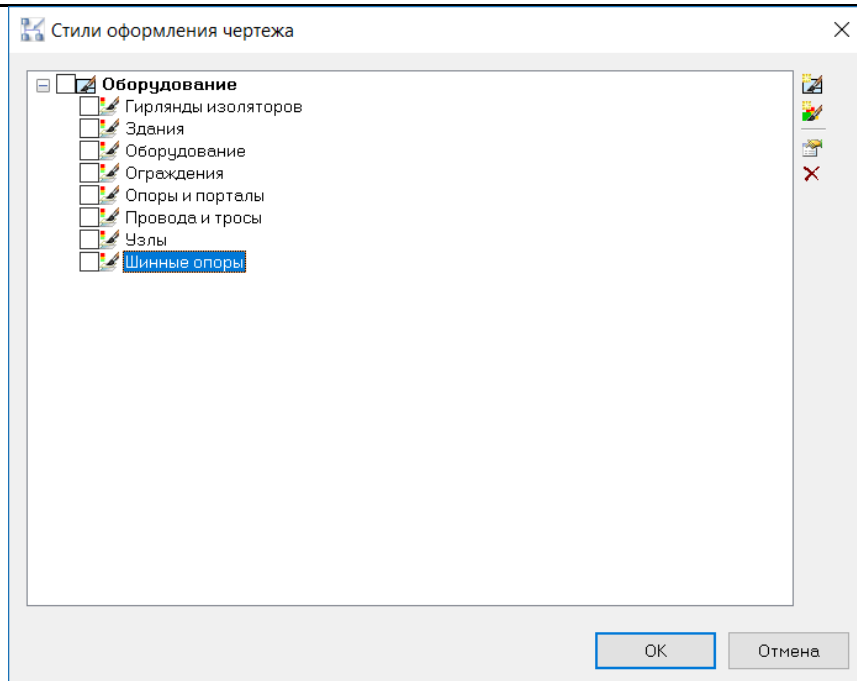 Стили оформления чертежа
Оборудование
Гирлянды изоляторов
Здания
Оборудование
Ограждения
Опоры и порталы
Провода и тросы
Узлы
Шинные опоры
OK
Отмена